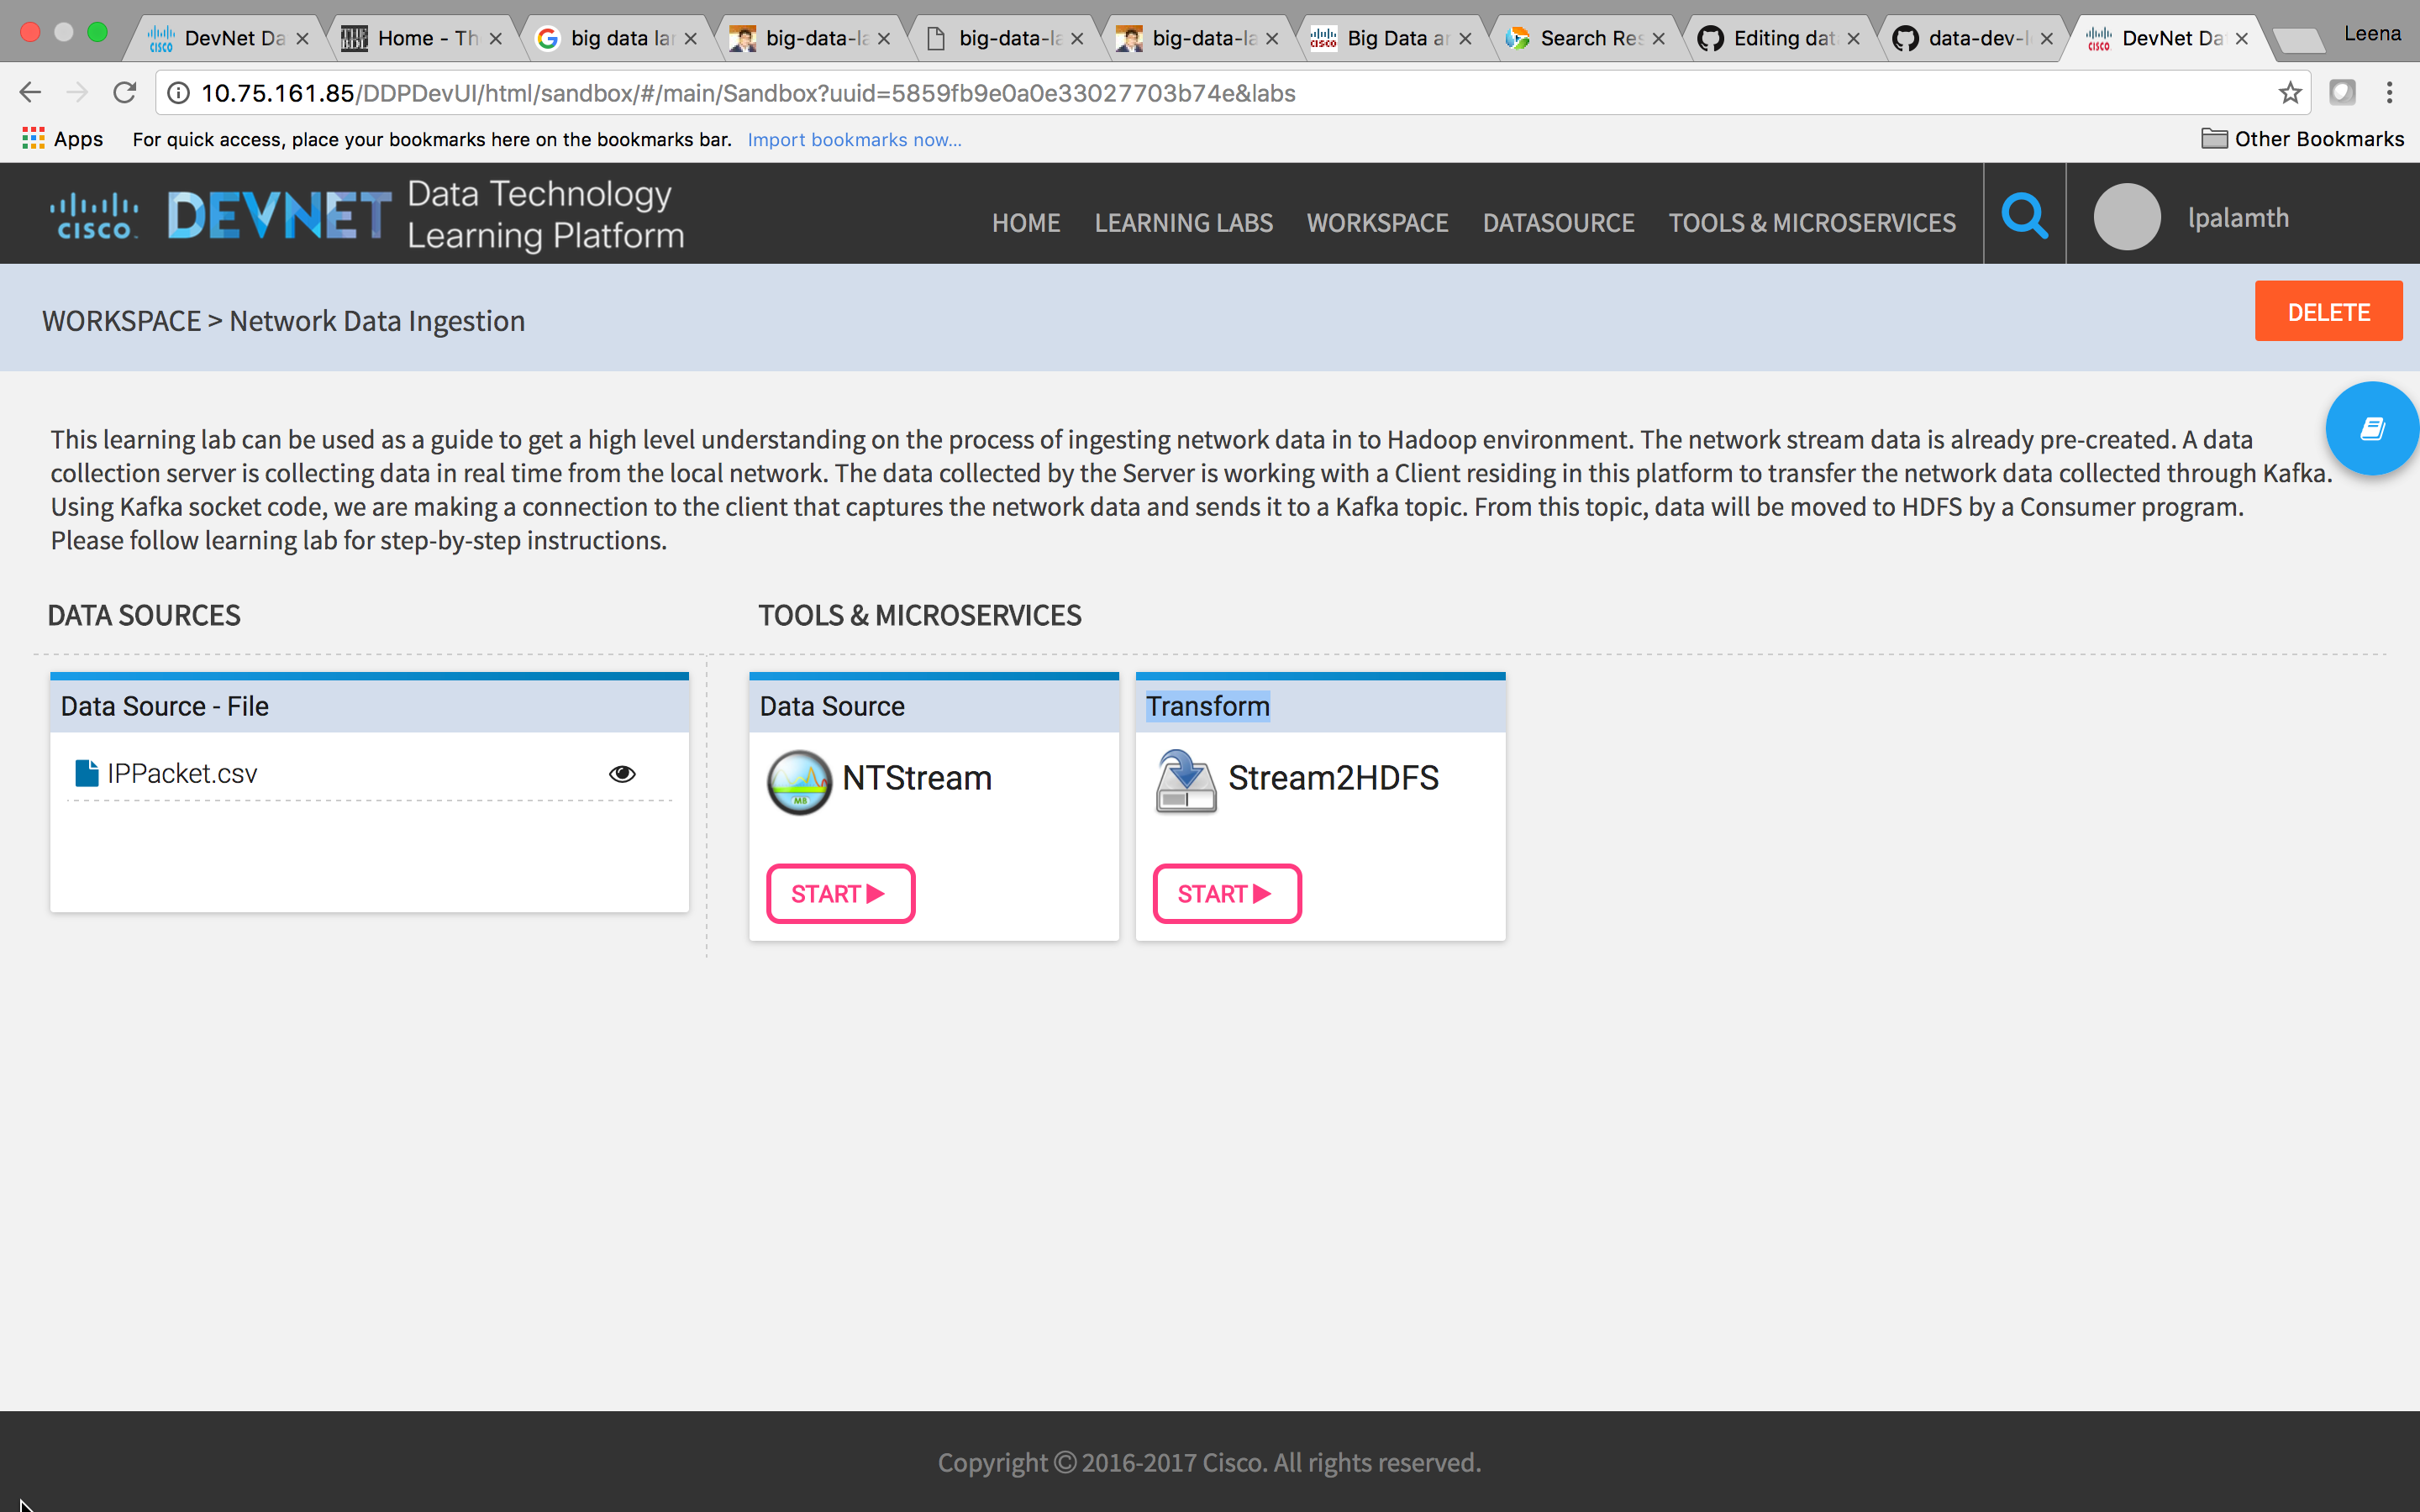 DevNet Da
Home - Th
big data la
big-data-la
big-data-la
big-data-la
Big Data ar
Search Res
Editing dat
data-dev-l
DevNet Da
Leena
10.75.161.85/DDPDevUI/html/sandbox/#/main/Sandbox?uuid=5859fb9e0a0e33027703b74e&labs
Apps
For quick access, place your bookmarks here on the bookmarks bar.
Import bookmarks now...
Other Bookmarks
CISCO
DEVNET
Data Technology
Learning Platform
HOME
LEARNING LABS
WORKSPACE
DATASOURCE
TOOLS & MICROSERVICES
lpalamth
WORKSPACE > Network Data Ingestion
DELETE
This learning lab can be used as a guide to get a high level understanding on the process of ingesting network data in to Hadoop environment. The network stream data is already pre-created. A data
collection server is collecting data in real time from the local network. The data collected by the Server is working with a Client residing in this platform to transfer the network data collected through Kafka.
Using Kafka socket code, we are making a connection to the client that captures the network data and sends it to a Kafka topic. From this topic, data will be moved to HDFS by a Consumer program.
Please follow learning lab for step-by-step instructions.
DATA SOURCES
TOOLS & MICROSERVICES
Data Source - File
IPPacket.csv
Data Source
NTStream
MB
START
Transform
Stream2HDFS
START
Copyright © 2016-2017 Cisco. All rights reserved.